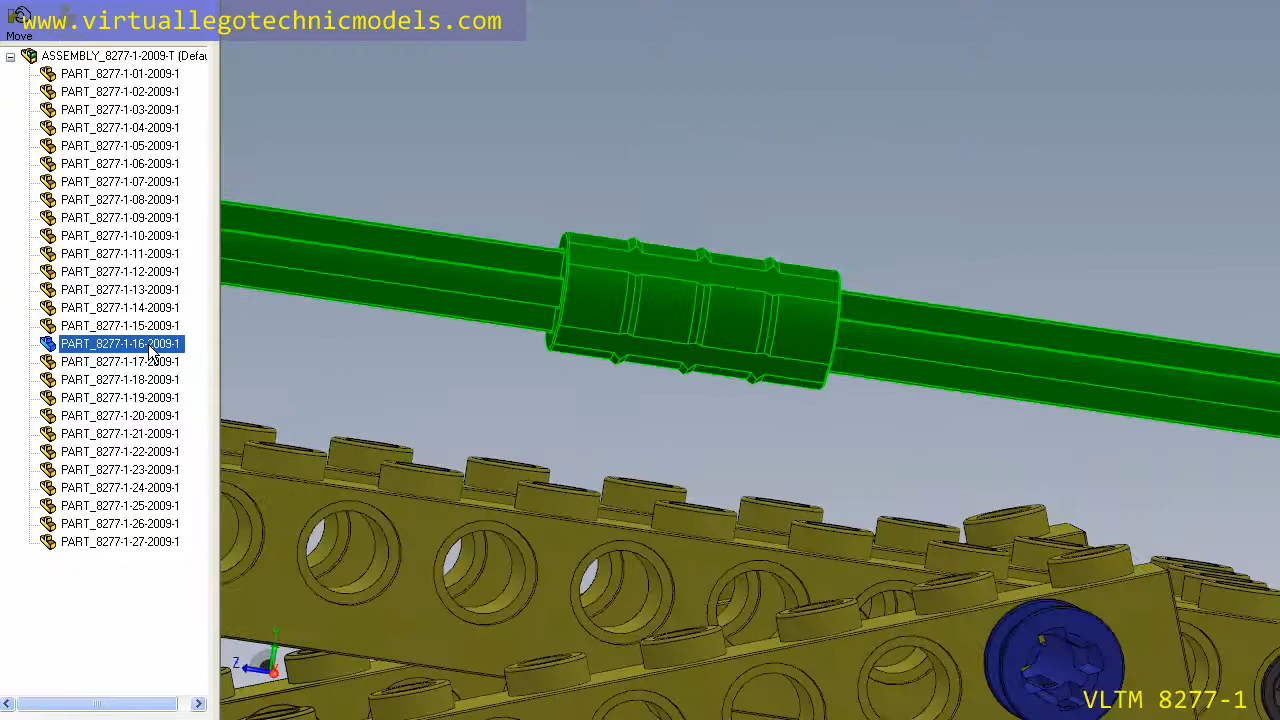 www.virtuallegotechnicmodels.com
Move
ASSEMBLY_8277-1-2009-T (Defau
PART_8277-1-01-2009-1
PART_8277-1-02-2009-1
PART_8277-1-03-2009-1
PART_8277-1-04-2009-1
PART_8277-1-05-2009-1
PART_8277-1-06-2009-1
PART_8277-1-07-2009-1
PART_8277-1-08-2009-1
PART_8277-1-09-2009-1
PART_8277-1-10-2009-1
PART_8277-1-11-2009-1
PART_8277-1-12-2009-1
PART_8277-1-13-2009-1
PART_8277-1-14-2009-1
PART_8277-1-15-2009-1
PART_8277-1-16-2009-1
PART_8277-1-17-2009-1
PART_8277-1-18-2009-1
PART_8277-1-19-2009-1
PART_8277-1-20-2009-1
PART_8277-1-21-2009-1
PART_8277-1-22-2009-1
PART_8277-1-23-2009-1
PART_8277-1-24-2009-1
PART_8277-1-25-2009-1
PART_8277-1-26-2009-1
PART_8277-1-27-2009-1
Y
Z
VLTM 8277-1